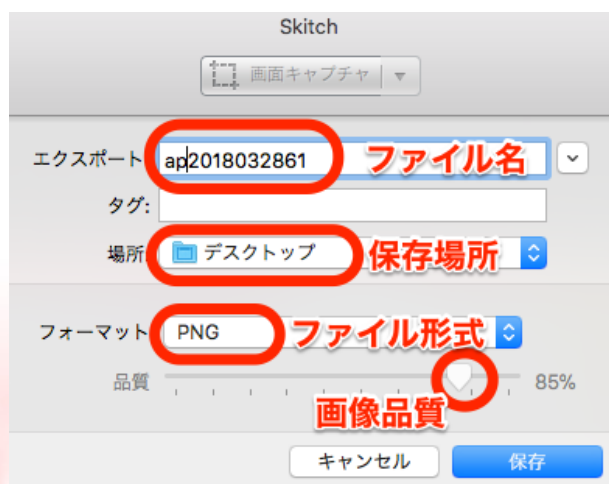 Skitch
画面キャプチャ
エクスポート ap2018032861 ファイル名
タグ:
場所: デスクトップ 保存場所
フォーマット PNG ファイル形式
品質 85%
画像品質
キャンセル 保存